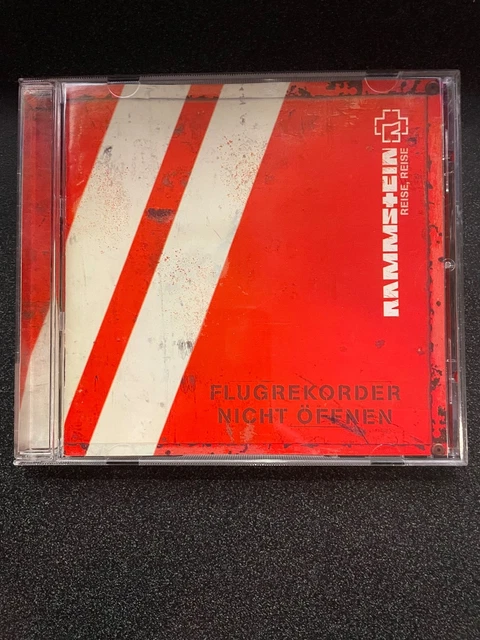 RAMMSTEIN
REISE, REISE
FLUGREKORDER
NICHT ÖFFNEN